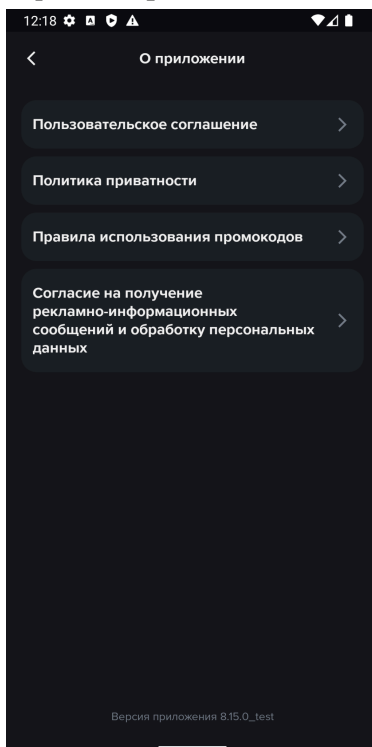 12:18
О приложении
Пользовательское соглашение
Политика приватности
Правила использования промокодов
Согласие на получение
рекламно-информационных
сообщений и обработку персональных
данных
Версия приложения 8.15.0_test